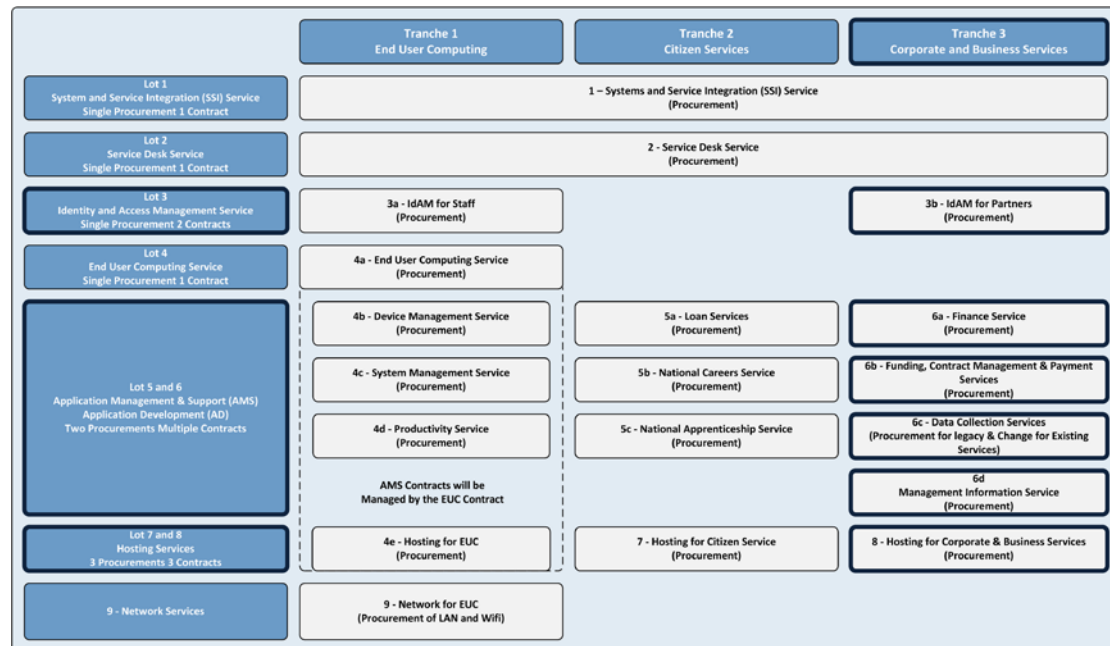 Tranche 1
End User Computing
Tranche 2
Citizen Services
Tranche 3
Corporate and Business Services
Lot 1
System and Service Integration (SSI) Service
Single Procurement 1 Contract
1 – Systems and Service Integration (SSI) Service
(Procurement)
Lot 2
Service Desk Service
Single Procurement 1 Contract
2 - Service Desk Service
(Procurement)
Lot 3
Identity and Access Management Service
Single Procurement 2 Contracts
3a - IdAM for Staff
(Procurement)
3b - IdAM for Partners
(Procurement)
Lot 4
End User Computing Service
Single Procurement 1 Contract
4a - End User Computing Service
(Procurement)
Lot 5 and 6
Application Management & Support (AMS)
Application Development (AD)
Two Procurements Multiple Contracts
4b - Device Management Service
(Procurement)
5a - Loan Services
(Procurement)
6a - Finance Service
(Procurement)
4c - System Management Service
(Procurement)
5b - National Careers Service
(Procurement)
6b - Funding, Contract Management & Payment
Services
(Procurement)
4d - Productivity Service
(Procurement)
5c - National Apprenticeship Service
(Procurement)
6c - Data Collection Services
(Procurement for legacy & Change for Existing
Services)
AMS Contracts will be
Managed by the EUC Contract
6d
Management Information Service
(Procurement)
Lot 7 and 8
Hosting Services
3 Procurements 3 Contracts
4e - Hosting for EUC
(Procurement)
7 - Hosting for Citizen Service
(Procurement)
8 - Hosting for Corporate & Business Services
(Procurement)
9 - Network Services
9 - Network for EUC
(Procurement of LAN and Wifi)